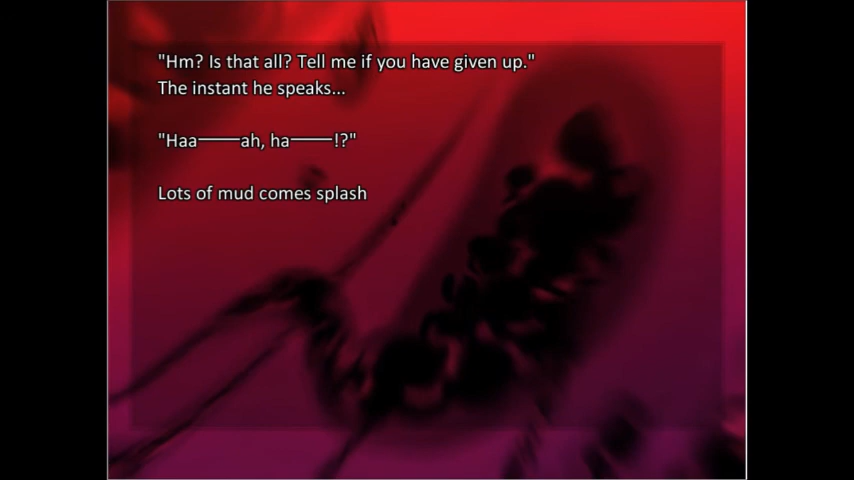 "Hm? Is that all? Tell me if you have given up."
The instant he speaks...
"Haa───ah, ha───!?"
Lots of mud comes splash